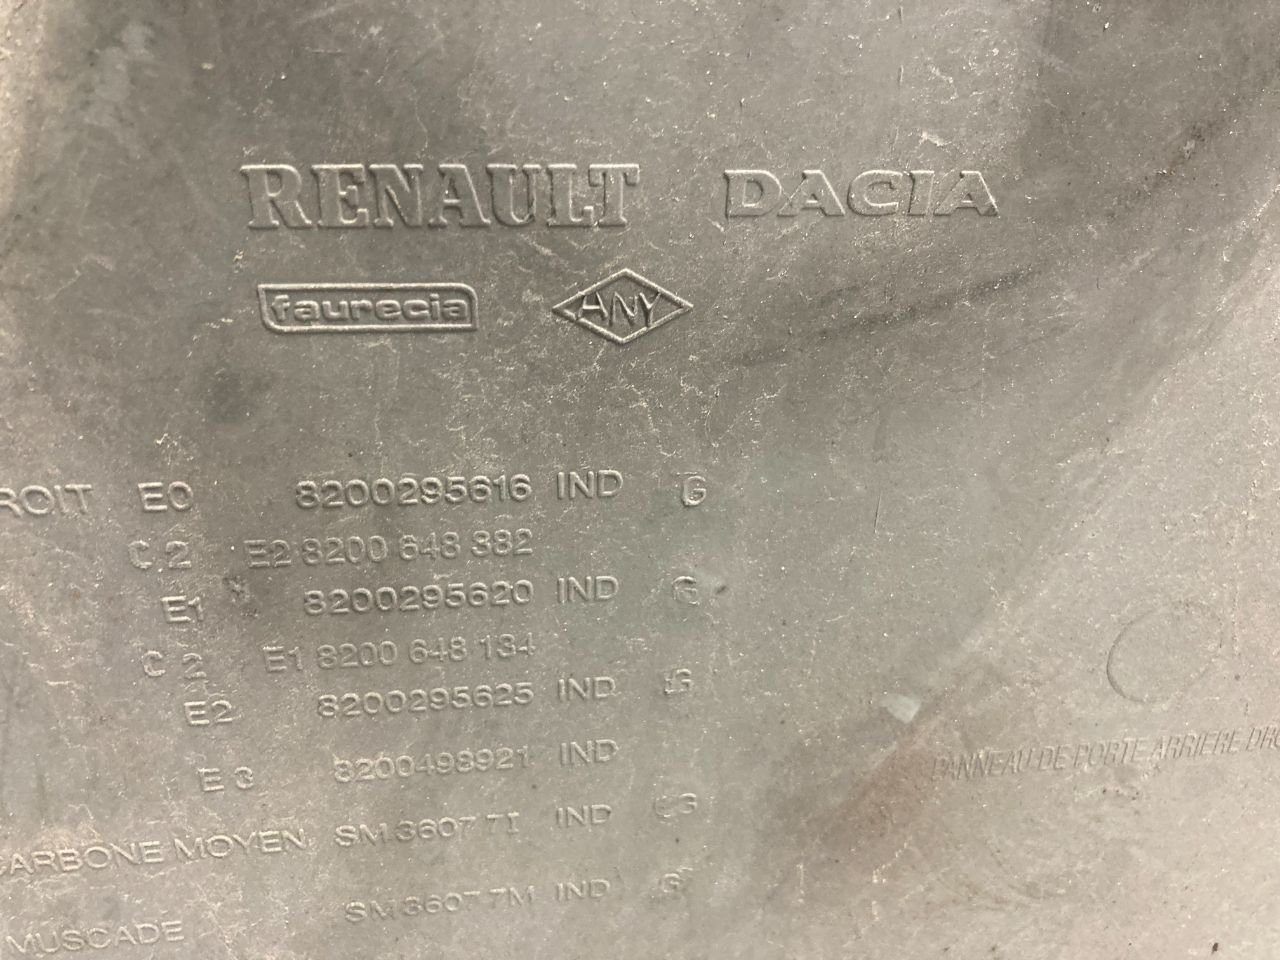 RENAULT DACIA
faurecia ANY
ROIT E0 8200295616 IND G
C 2 E2 8200 648 382
E1 8200295620 IND G
C 2 E1 8200 648 134
E2 8200295625 IND G
E 3 8200498921 IND
PANNEAU DE PORTE ARRIERE DRO
CARBONE MOYEN SM 3607 7I IND G
MUSCADE SM 3607 7M IND G